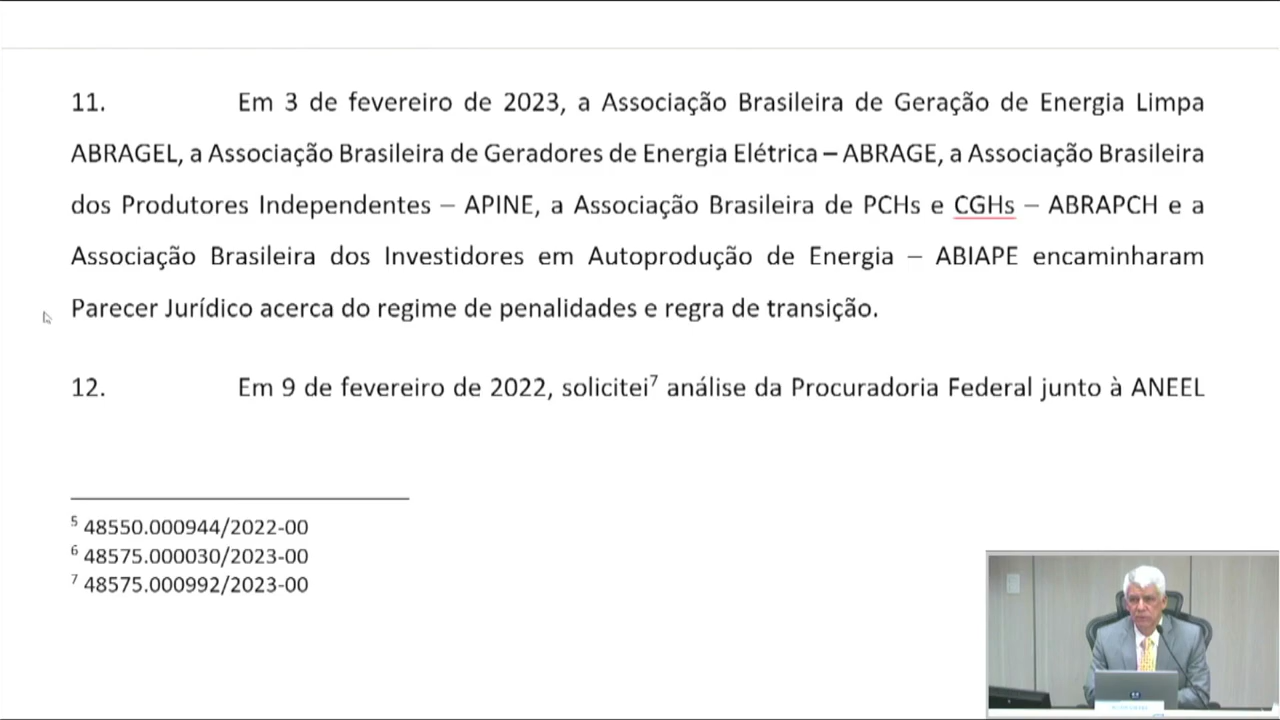 11. Em 3 de fevereiro de 2023, a Associação Brasileira de Geração de Energia Limpa
ABRAGEL, a Associação Brasileira de Geradores de Energia Elétrica – ABRAGE, a Associação Brasileira
dos Produtores Independentes – APINE, a Associação Brasileira de PCHs e CGHs – ABRAPCH e a
Associação Brasileira dos Investidores em Autoprodução de Energia – ABIAPE encaminharam
Parecer Jurídico acerca do regime de penalidades e regra de transição.
12. Em 9 de fevereiro de 2022, solicitei⁷ análise da Procuradoria Federal junto à ANEEL
⁵ 48550.000944/2022-00
⁶ 48575.000030/2023-00
⁷ 48575.000992/2023-00